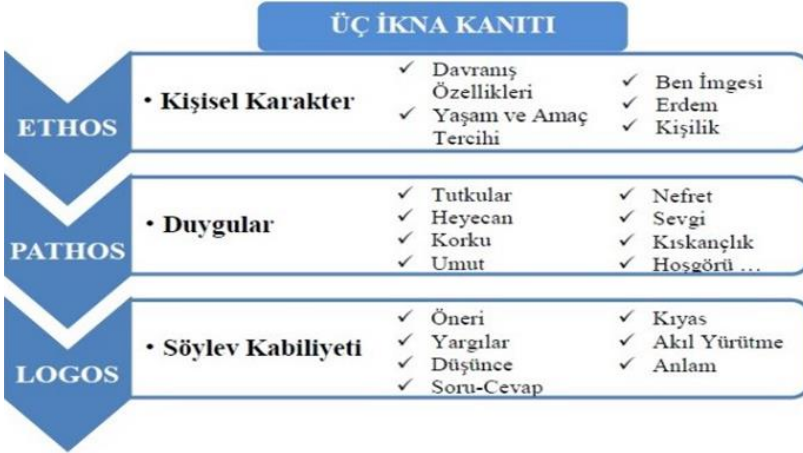 ÜÇ İKNA KANITI
ETHOS
• Kişisel Karakter
✓ Davranış
Özellikleri
✓ Yaşam ve Amaç
Tercihi
✓ Ben İmgesi
✓ Erdem
✓ Kişilik
PATHOS
• Duygular
✓ Tutkular
✓ Heyecan
✓ Korku
✓ Umut
✓ Nefret
✓ Sevgi
✓ Kıskançlık
✓ Hoşgörü ...
LOGOS
• Söylev Kabiliyeti
✓ Öneri
✓ Yargılar
✓ Düşünce
✓ Soru-Cevap
✓ Kıyas
✓ Akıl Yürütme
✓ Anlam